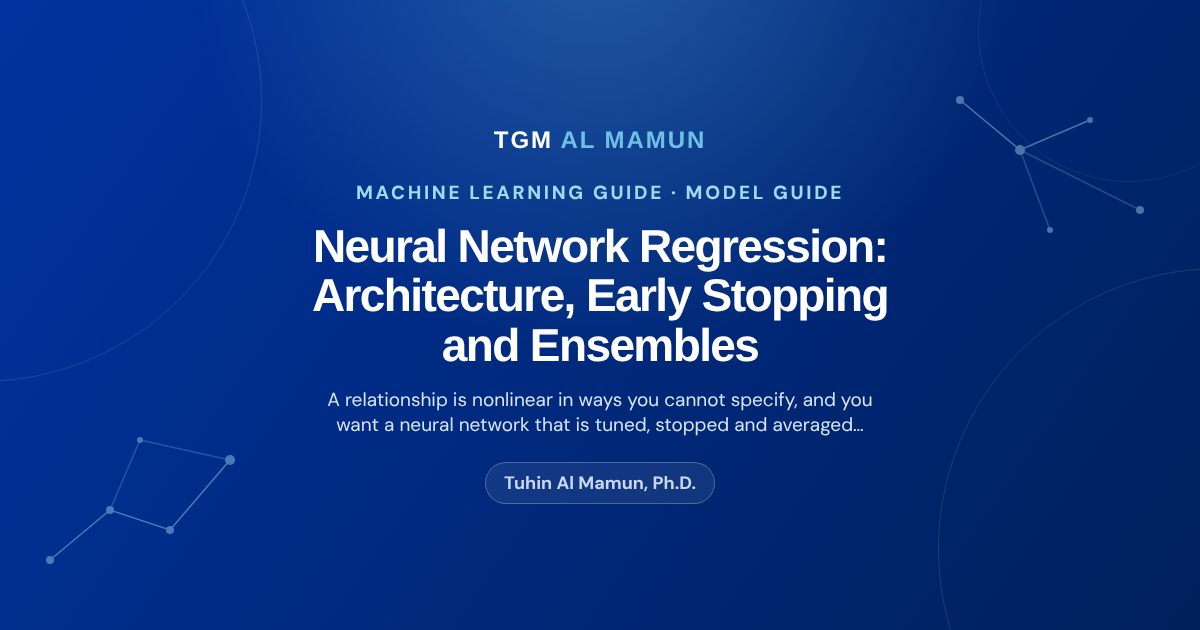 TGM AL MAMUN
MACHINE LEARNING GUIDE · MODEL GUIDE
Neural Network Regression:
Architecture, Early Stopping
and Ensembles
A relationship is nonlinear in ways you cannot specify, and you
want a neural network that is tuned, stopped and averaged…
Tuhin Al Mamun, Ph.D.